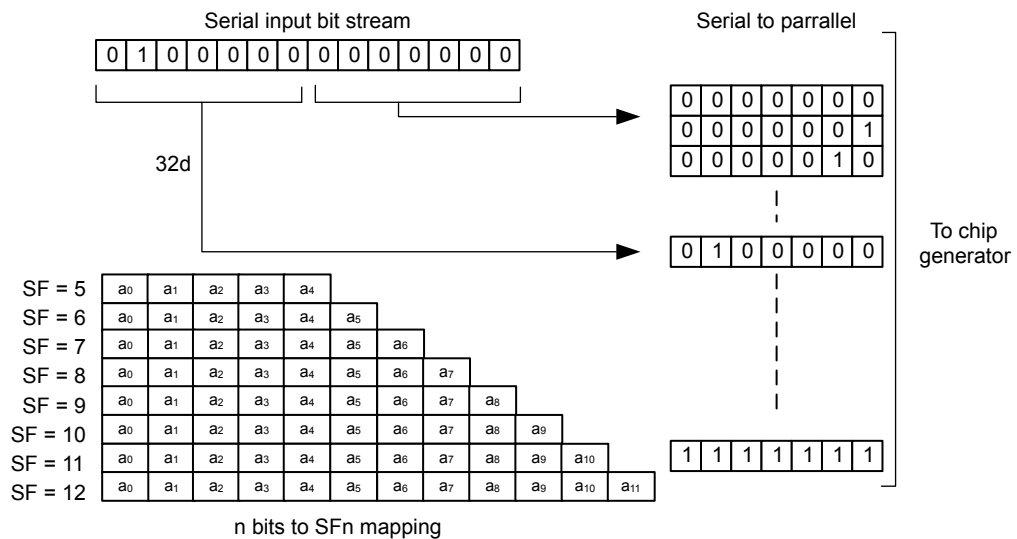 Serial input bit stream
Serial to parrallel
0 1 0 0 0 0 0 0 0 0 0 0 0 0
0 0 0 0 0 0 0
0 0 0 0 0 0 1
0 0 0 0 0 1 0
32d
0 1 0 0 0 0 0
To chip
generator
SF = 5 a0 a1 a2 a3 a4
SF = 6 a0 a1 a2 a3 a4 a5
SF = 7 a0 a1 a2 a3 a4 a5 a6
SF = 8 a0 a1 a2 a3 a4 a5 a6 a7
SF = 9 a0 a1 a2 a3 a4 a5 a6 a7 a8
SF = 10 a0 a1 a2 a3 a4 a5 a6 a7 a8 a9
SF = 11 a0 a1 a2 a3 a4 a5 a6 a7 a8 a9 a10
SF = 12 a0 a1 a2 a3 a4 a5 a6 a7 a8 a9 a10 a11
1 1 1 1 1 1 1
n bits to SFn mapping